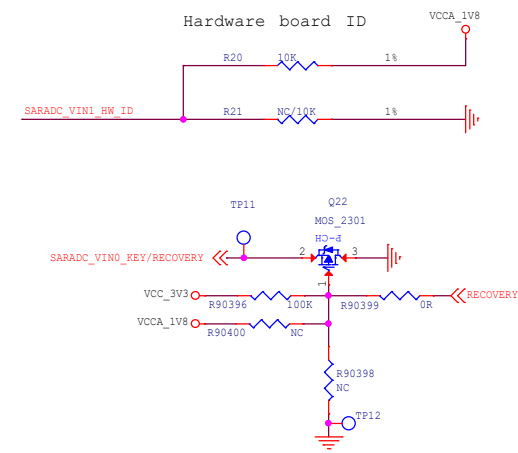 Hardware board ID
VCCA_1V8
R20 10K 1%
SARADC_VIN1_HW_ID
R21 NC/10K 1%
TP11
Q22
MOS_2301
P-CH
SARADC_VIN0_KEY/RECOVERY
2 3
1
VCC_3V3
R90396 100K
R90399 0R
RECOVERY
VCCA_1V8
R90400 NC
R90398
NC
TP12